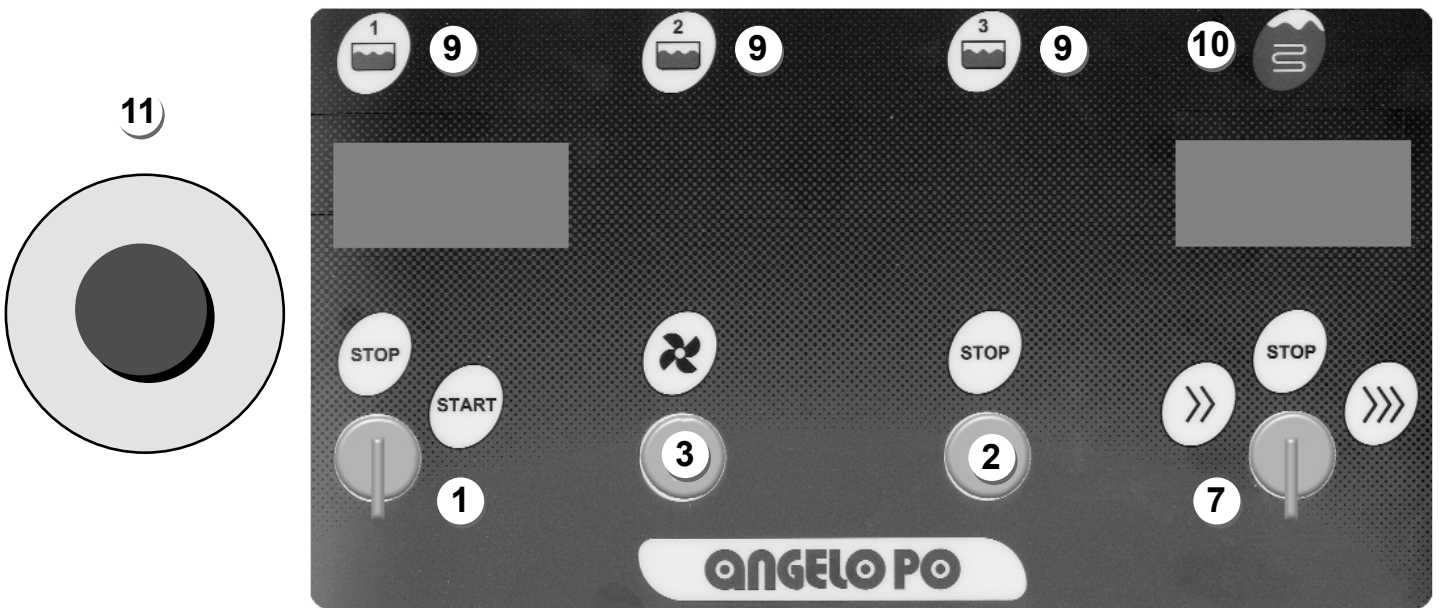 1 9 2 9 3 9 10
11
STOP STOP STOP
START
3 2
1 7
ANGELO PO